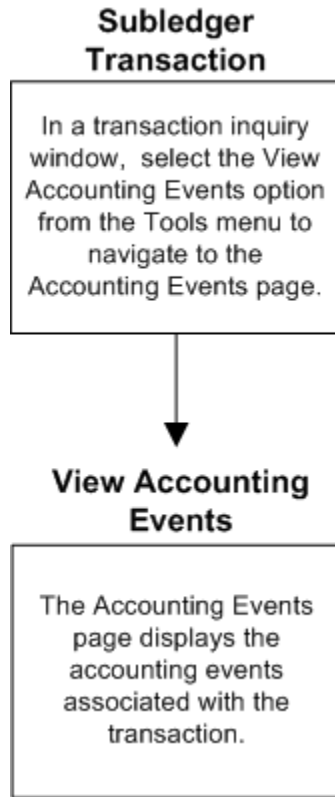 Subledger
Transaction
In a transaction inquiry
window, select the View
Accounting Events option
from the Tools menu to
navigate to the
Accounting Events page.
View Accounting
Events
The Accounting Events
page displays the
accounting events
associated with the
transaction.